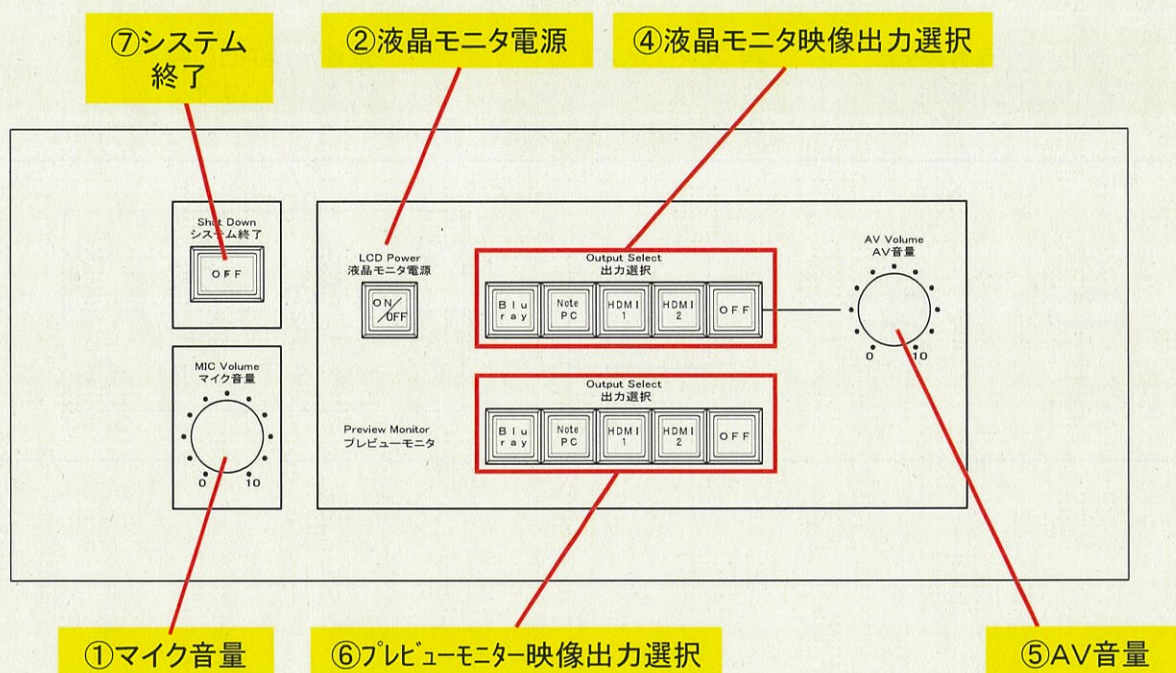 ⑦システム
終了
②液晶モニタ電源
④液晶モニタ映像出力選択
Shut Down
システム終了
OFF
LCD Power
液晶モニタ電源
ON/OFF
Output Select
出力選択
Blu
ray
Note
PC
HDMI
1
HDMI
2
OFF
AV Volume
AV音量
0 10
MIC Volume
マイク音量
0 10
Preview Monitor
プレビューモニタ
Output Select
出力選択
Blu
ray
Note
PC
HDMI
1
HDMI
2
OFF
①マイク音量
⑥プレビューモニター映像出力選択
⑤AV音量